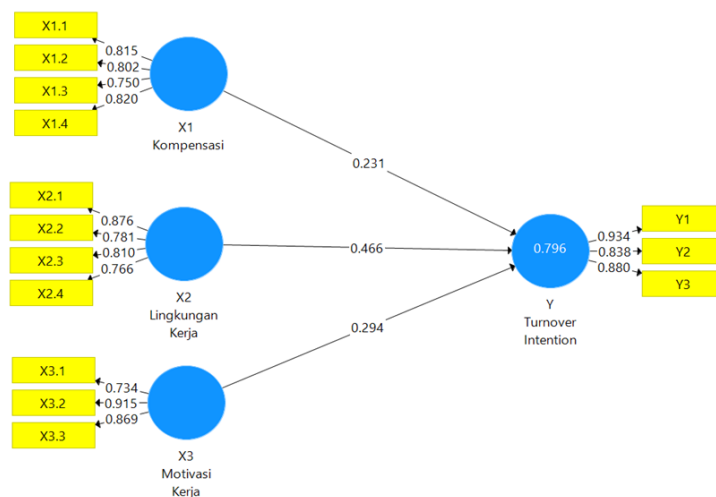 X1.1
X1.2
X1.3
X1.4
0.815
0.802
0.750
0.820
X1
Kompensasi
0.231
X2.1
X2.2
X2.3
X2.4
0.876
0.781
0.810
0.766
X2
Lingkungan
Kerja
0.466
X3.1
X3.2
X3.3
0.734
0.915
0.869
X3
Motivasi
Kerja
0.294
0.796
Y
Turnover
Intention
0.934
0.838
0.880
Y1
Y2
Y3